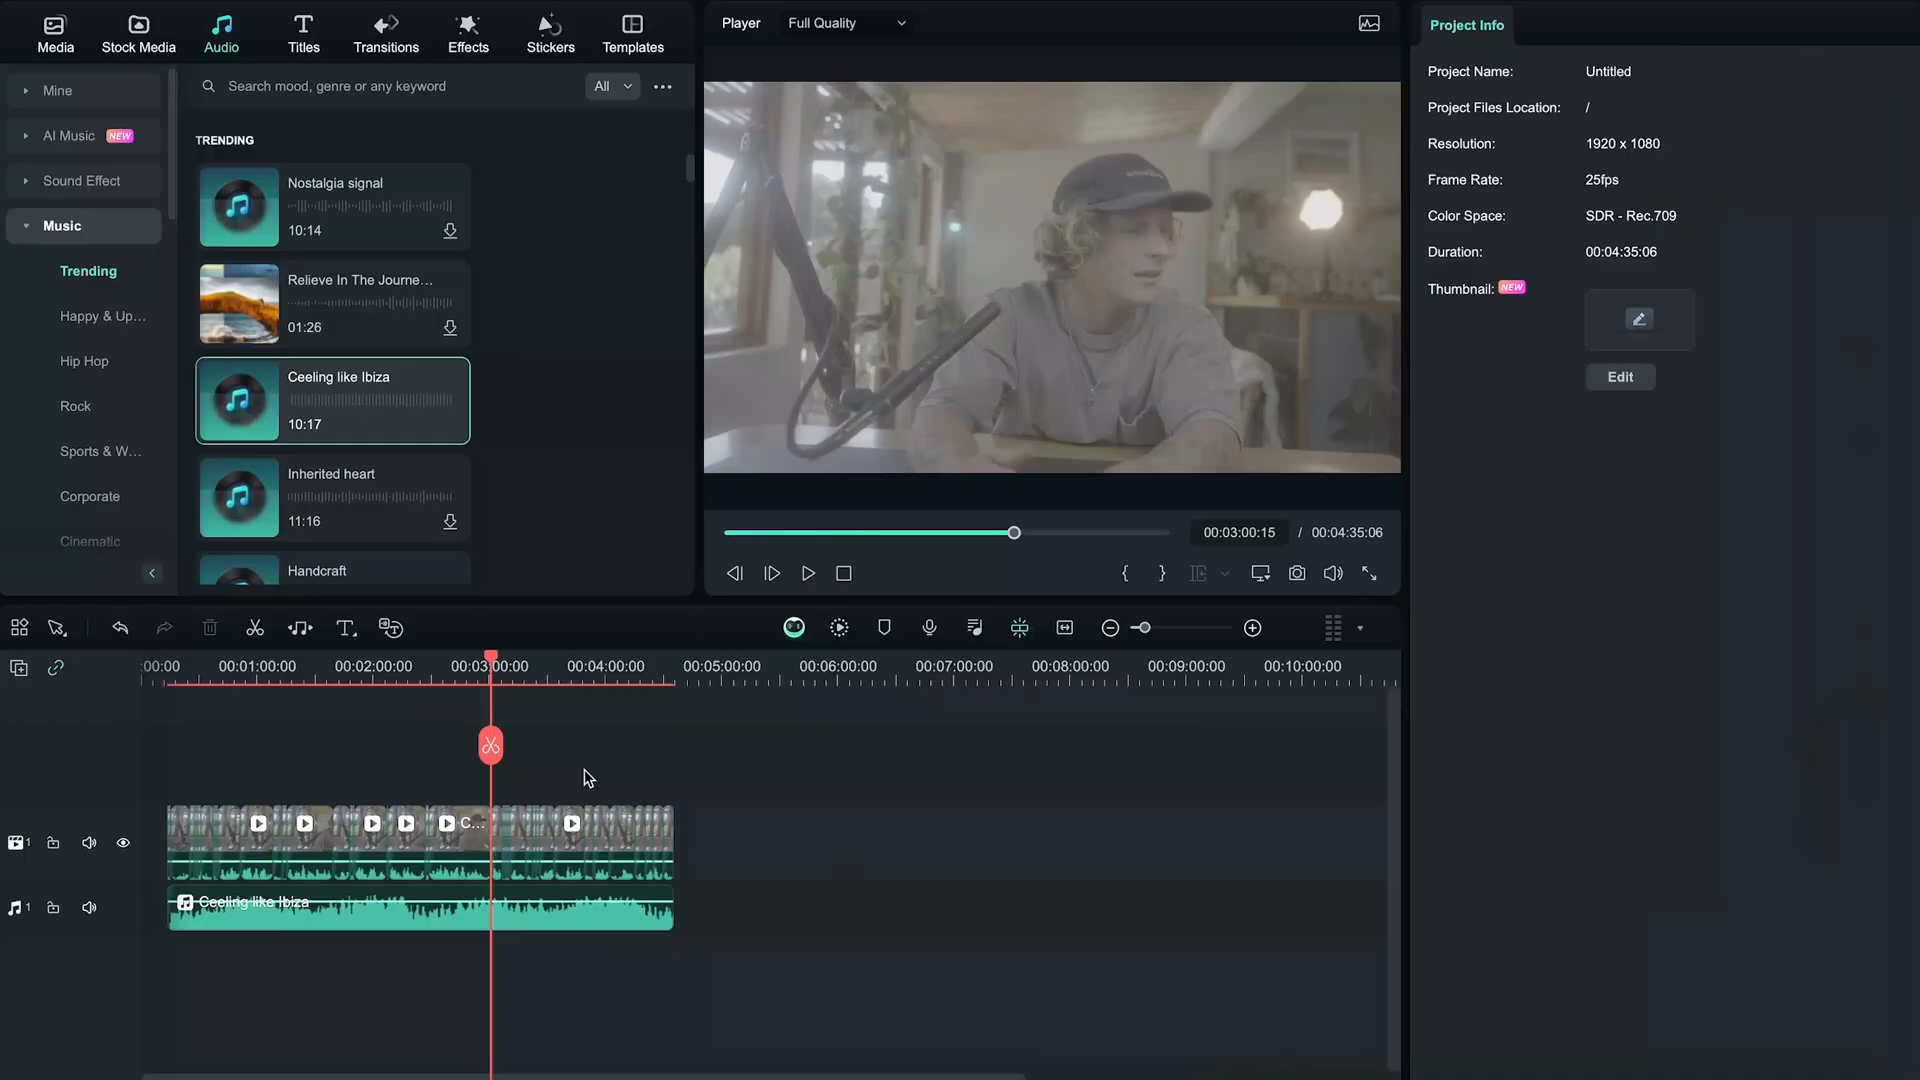 Media
Stock Media
Audio
Titles
Transitions
Effects
Stickers
Templates
Player
Full Quality
Project Info
Mine
AI Music NEW
Sound Effect
Music
Trending
Happy & Up...
Hip Hop
Rock
Sports & W...
Corporate
Cinematic
Search mood, genre or any keyword
All
TRENDING
Nostalgia signal
10:14
Relieve In The Journe...
01:26
Ceeling like Ibiza
10:17
Inherited heart
11:16
Handcraft
00:03:00:15 / 00:04:35:06
Project Name: Untitled
Project Files Location: /
Resolution: 1920 x 1080
Frame Rate: 25fps
Color Space: SDR - Rec.709
Duration: 00:04:35:06
Thumbnail: NEW
Edit
:00:00 00:01:00:00 00:02:00:00 00:03:00:00 00:04:00:00 00:05:00:00 00:06:00:00 00:07:00:00 00:08:00:00 00:09:00:00 00:10:00:00
1
C...
1
Ceeling like Ibiza